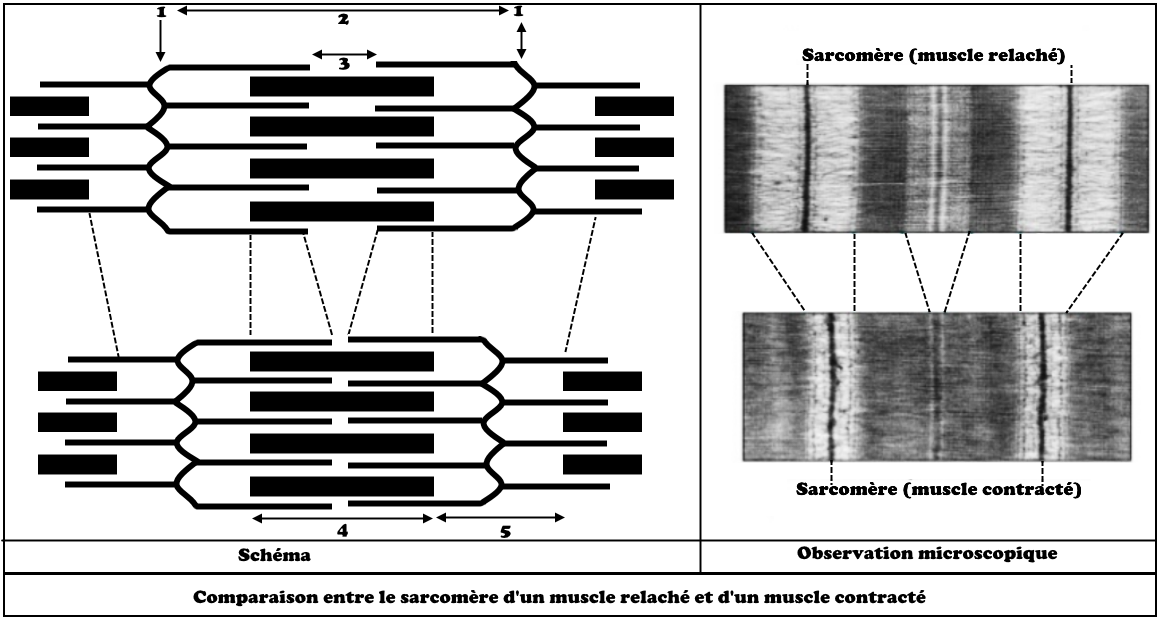 1
2
1
3
Sarcomère (muscle relaché)
4
5
Sarcomère (muscle contracté)
Schéma
Observation microscopique
Comparaison entre le sarcomère d'un muscle relaché et d'un muscle contracté